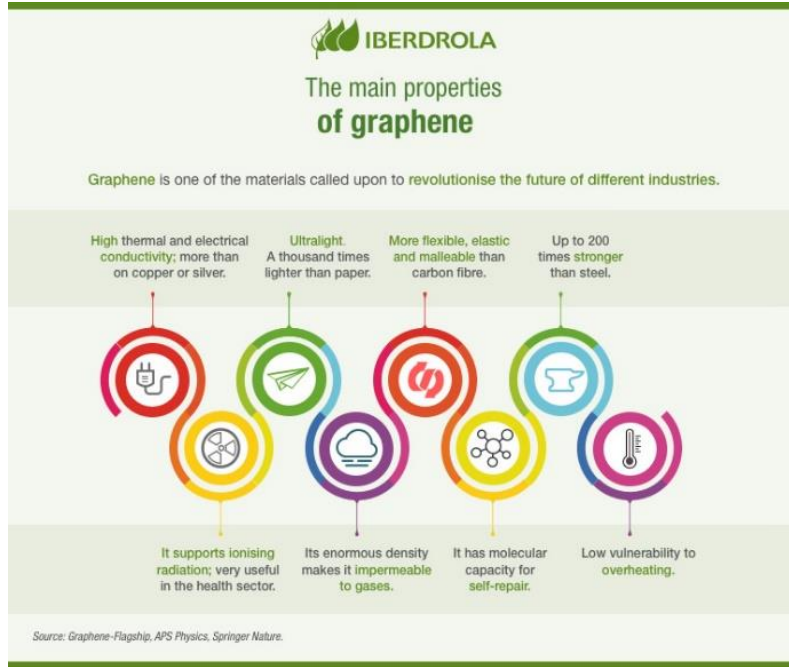 IBERDROLA
The main properties
of graphene
Graphene is one of the materials called upon to revolutionise the future of different industries.
High thermal and electrical
conductivity; more than
on copper or silver.
Ultralight.
A thousand times
lighter than paper.
More flexible, elastic
and malleable than
carbon fibre.
Up to 200
times stronger
than steel.
It supports ionising
radiation; very useful
in the health sector.
Its enormous density
makes it impermeable
to gases.
It has molecular
capacity for
self-repair.
Low vulnerability to
overheating.
Source: Graphene-Flagship, APS Physics, Springer Nature.